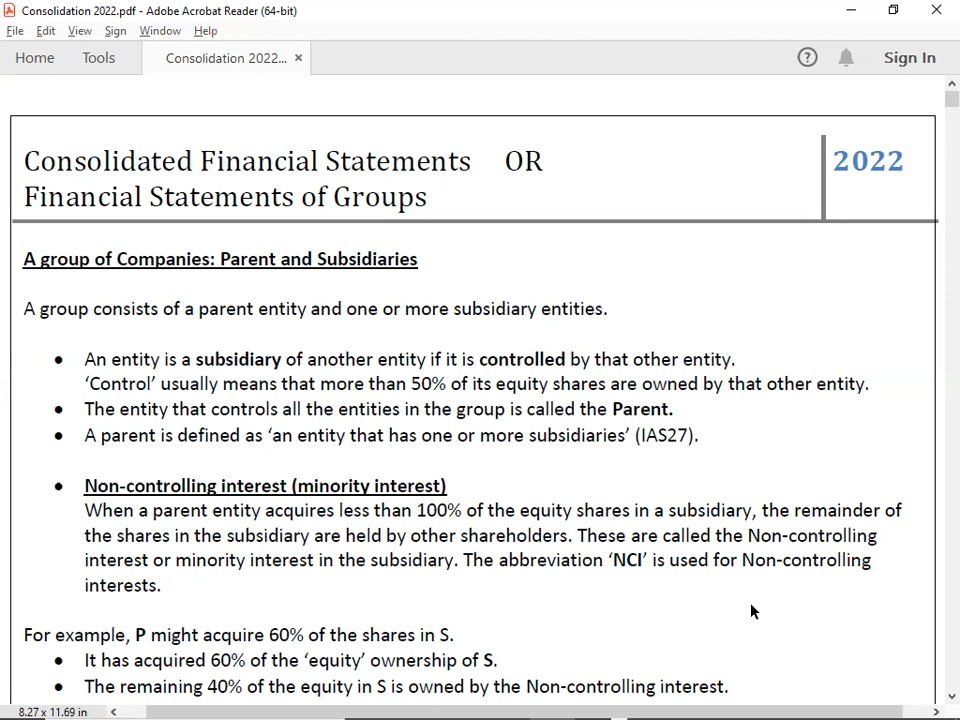 Consolidation 2022.pdf - Adobe Acrobat Reader (64-bit)
File Edit View Sign Window Help
Home Tools Consolidation 2022... × ? Sign In
Consolidated Financial Statements OR 2022
Financial Statements of Groups
A group of Companies: Parent and Subsidiaries
A group consists of a parent entity and one or more subsidiary entities.
• An entity is a subsidiary of another entity if it is controlled by that other entity.
‘Control’ usually means that more than 50% of its equity shares are owned by that other entity.
• The entity that controls all the entities in the group is called the Parent.
• A parent is defined as ‘an entity that has one or more subsidiaries’ (IAS27).
• Non-controlling interest (minority interest)
When a parent entity acquires less than 100% of the equity shares in a subsidiary, the remainder of
the shares in the subsidiary are held by other shareholders. These are called the Non-controlling
interest or minority interest in the subsidiary. The abbreviation ‘NCI’ is used for Non-controlling
interests.
For example, P might acquire 60% of the shares in S.
• It has acquired 60% of the ‘equity’ ownership of S.
• The remaining 40% of the equity in S is owned by the Non-controlling interest.
8.27 x 11.69 in